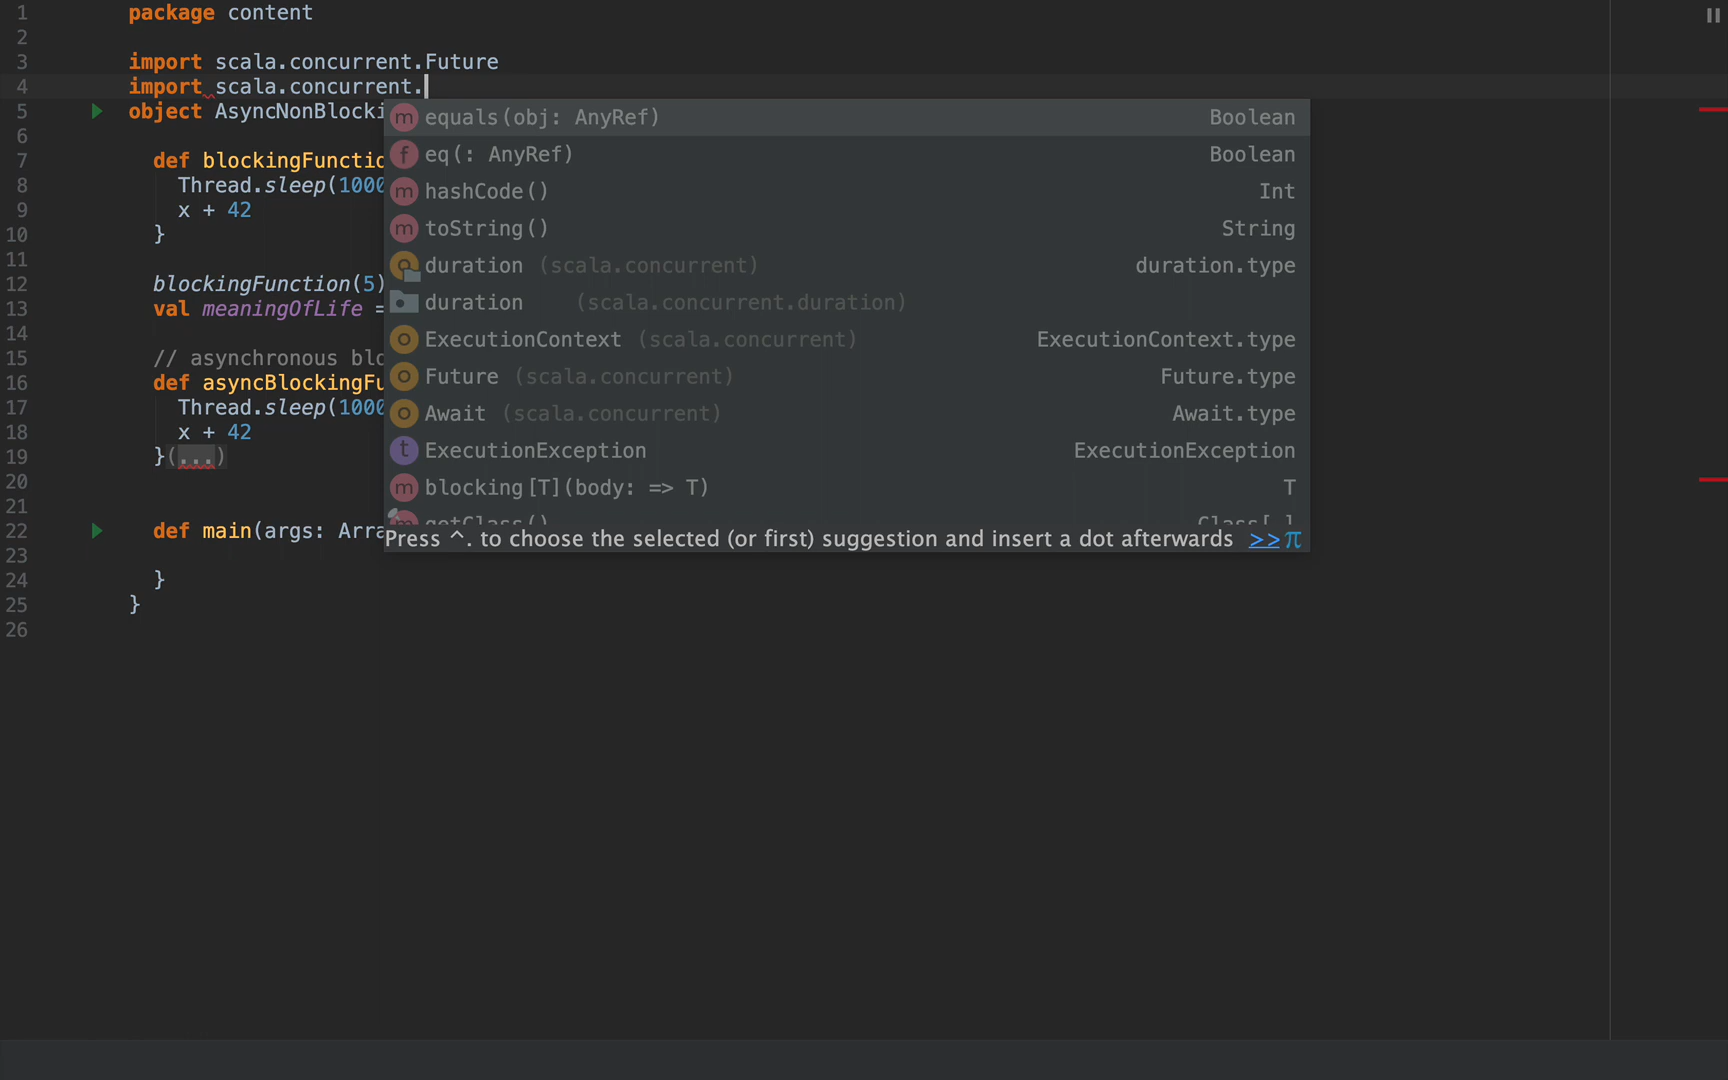 1 package content
2
3 import scala.concurrent.Future
4 import scala.concurrent.
5 object AsyncNonBlocki
6
7 def blockingFunctio
8 Thread.sleep(1000
9 x + 42
10 }
11
12 blockingFunction(5)
13 val meaningOfLife =
14
15 // asynchronous blo
16 def asyncBlockingFu
17 Thread.sleep(1000
18 x + 42
19 }(...)
20
21
22 def main(args: Arra
23
24 }
25 }
26
m equals(obj: AnyRef) Boolean
f eq(: AnyRef) Boolean
m hashCode() Int
m toString() String
duration (scala.concurrent) duration.type
duration (scala.concurrent.duration)
O ExecutionContext (scala.concurrent) ExecutionContext.type
O Future (scala.concurrent) Future.type
O Await (scala.concurrent) Await.type
t ExecutionException ExecutionException
m blocking[T](body: => T) T
m getClass() Class[_]
Press ^. to choose the selected (or first) suggestion and insert a dot afterwards >> π